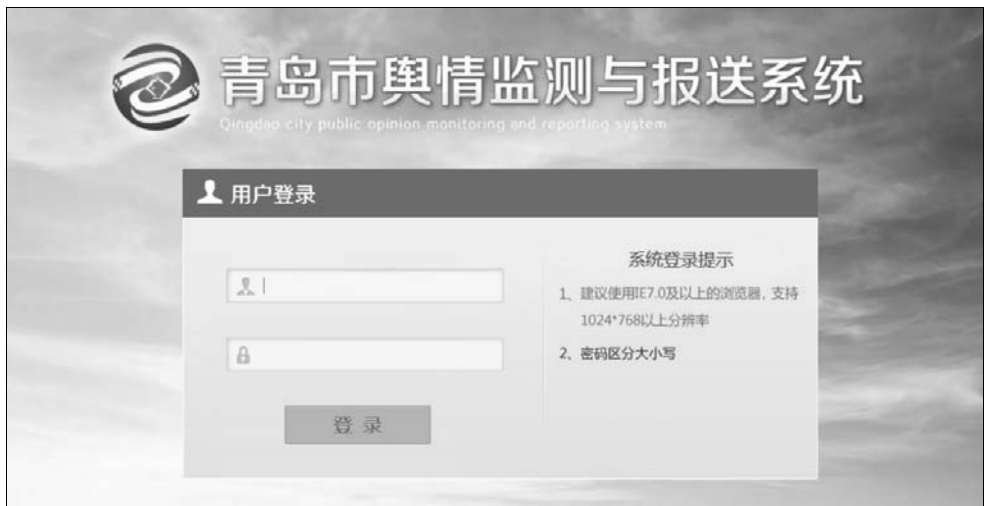 青岛市舆情监测与报送系统
Qingdao city public opinion monitoring and reporting system
用户登录
系统登录提示
1、建议使用IE7.0及以上的浏览器，支持
1024*768以上分辨率
2、密码区分大小写
登 录